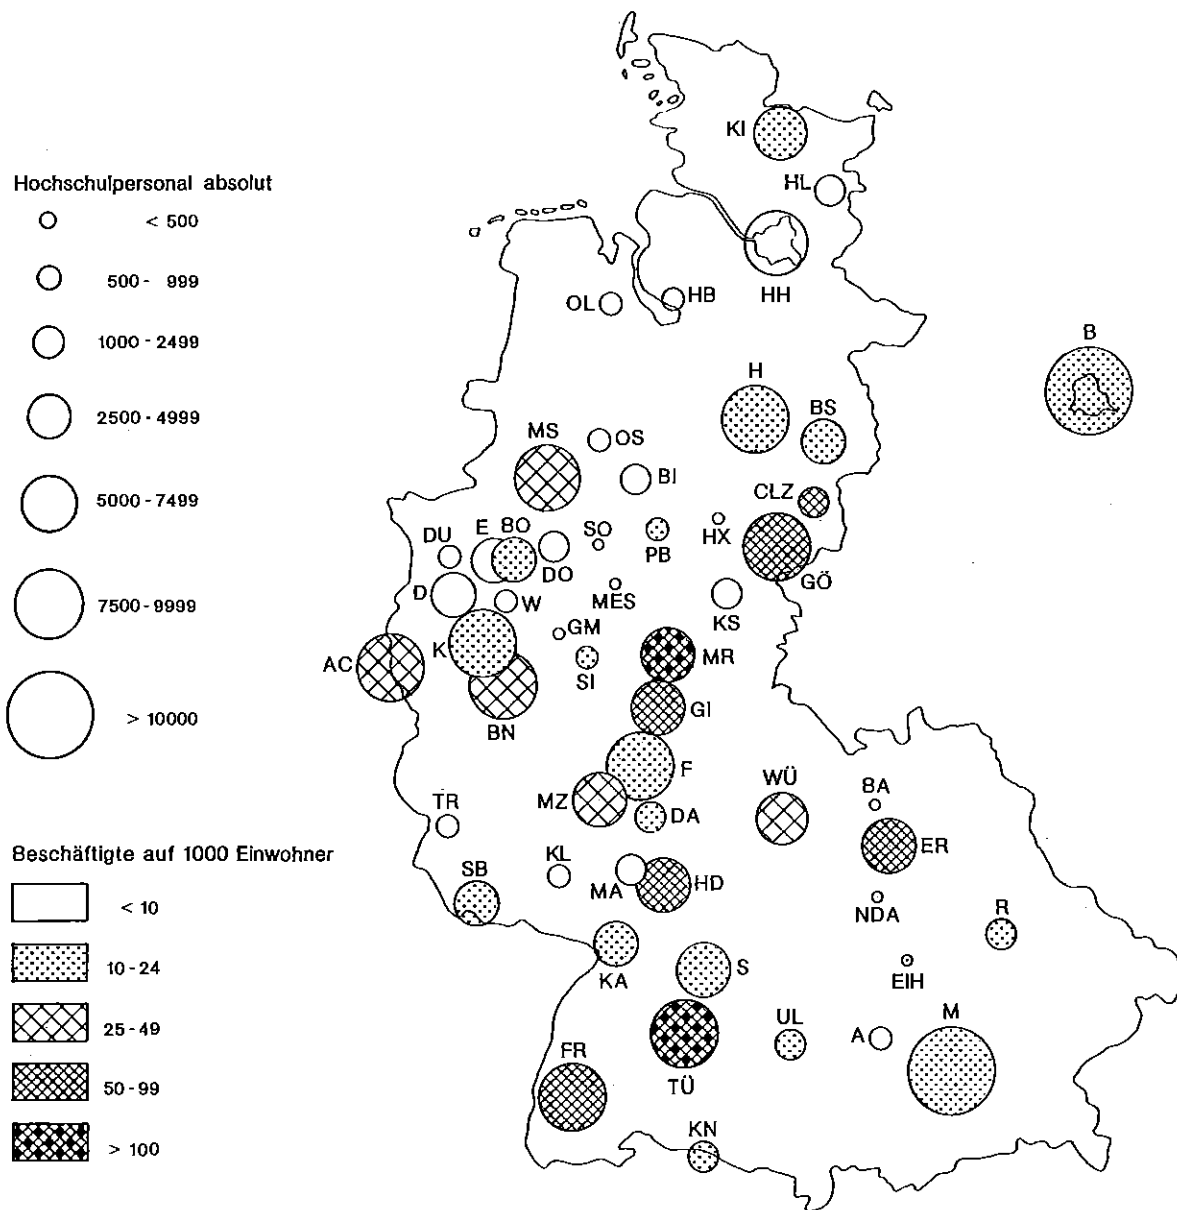 Hochschulpersonal absolut
< 500
500 - 999
1000 - 2499
2500 - 4999
5000 - 7499
7500 - 9999
> 10000
Beschäftigte auf 1000 Einwohner
< 10
10 - 24
25 - 49
50 - 99
> 100
KI
HL
HH
OL
HB
B
H
BS
MS
OS
BI
CLZ
DU
E
BO
DO
SO
PB
HX
GÖ
D
W
MES
KS
K
GM
SI
MR
AC
BN
GI
F
MZ
DA
WÜ
BA
ER
TR
SB
KL
MA
HD
NDA
R
KA
S
EIH
TÜ
UL
A
M
FR
KN